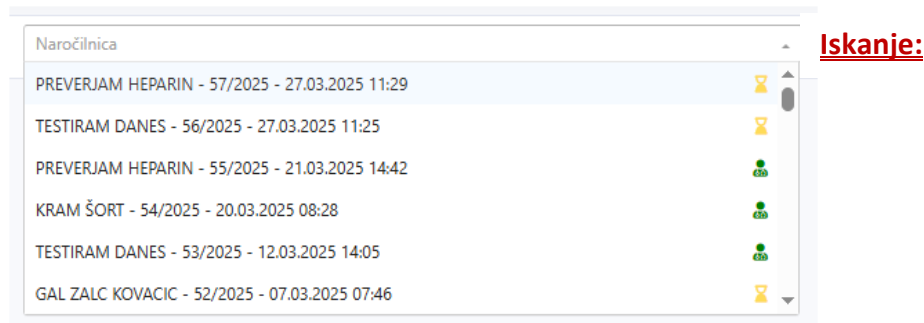 Naročilnica
Iskanje:
PREVERJAM HEPARIN - 57/2025 - 27.03.2025 11:29
TESTIRAM DANES - 56/2025 - 27.03.2025 11:25
PREVERJAM HEPARIN - 55/2025 - 21.03.2025 14:42
KRAM ŠORT - 54/2025 - 20.03.2025 08:28
TESTIRAM DANES - 53/2025 - 12.03.2025 14:05
GAL ZALC KOVACIC - 52/2025 - 07.03.2025 07:46